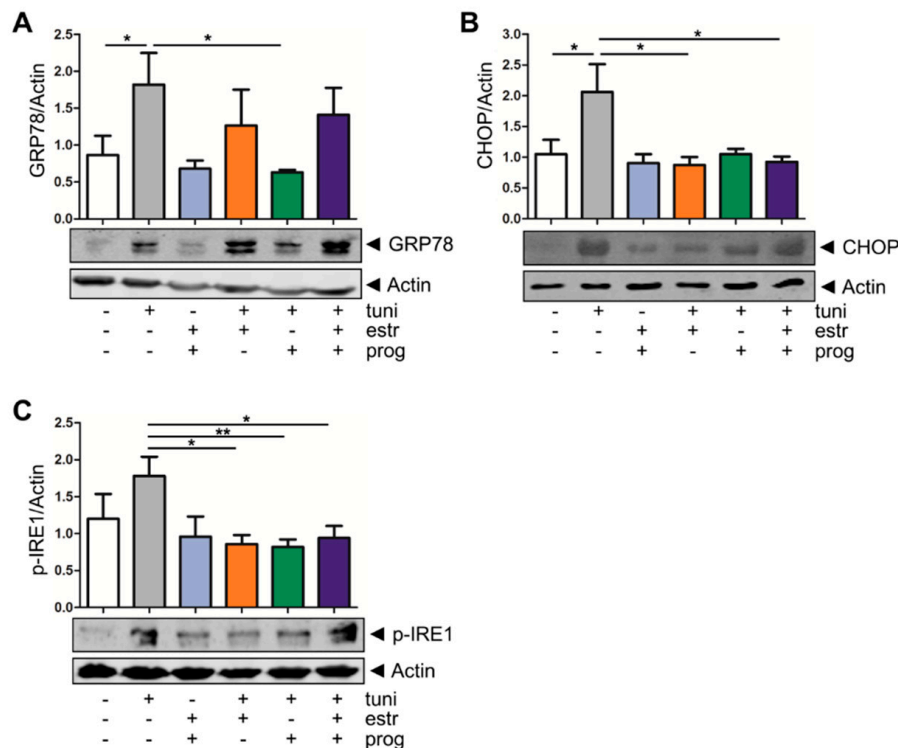 A
GRP78/Actin
2.5
2.0
1.5
1.0
0.5
0.0
* *
◄ GRP78
◄ Actin
- + - + + + tuni
- - + + - + estr
- - + - + + prog
B
CHOP/Actin
3.0
2.5
2.0
1.5
1.0
0.5
0.0
*
* *
◄ CHOP
◄ Actin
- + - + + + tuni
- - + + - + estr
- - + - + + prog
C
p-IRE1/Actin
2.5
2.0
1.5
1.0
0.5
0.0
*
**
*
◄ p-IRE1
◄ Actin
- + - + + + tuni
- - + + - + estr
- - + - + + prog